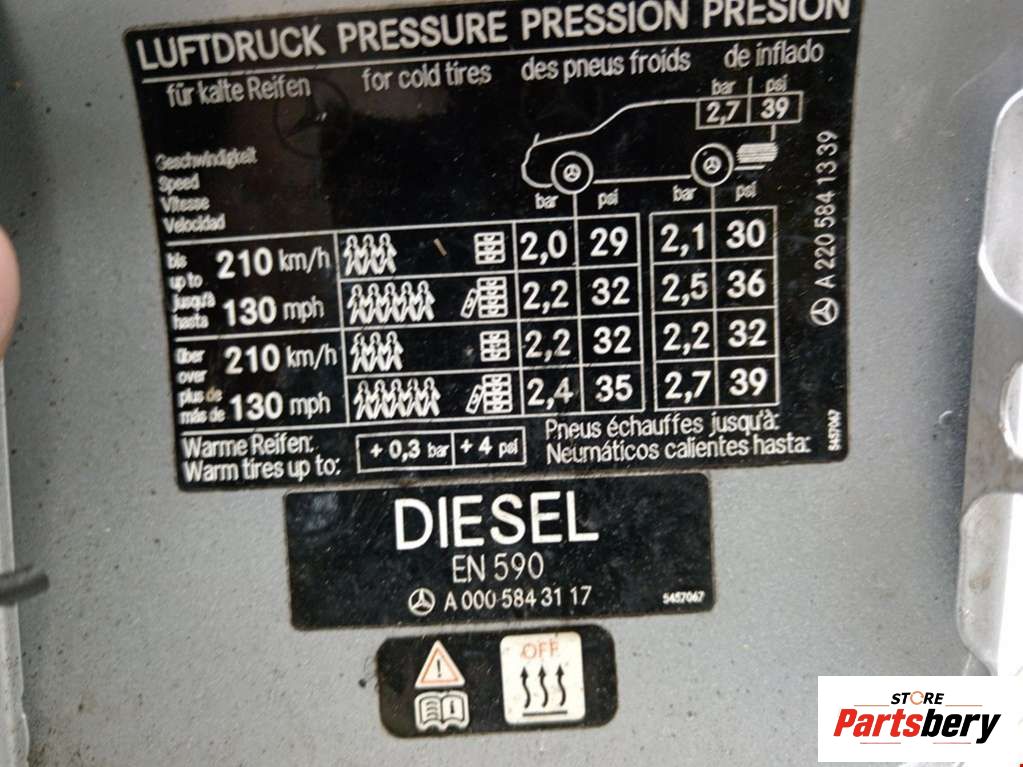 LUFTDRUCK PRESSURE PRESSION PRESION
für kalte Reifen for cold tires des pneus froids de inflado
bar psi
2,7 39
Geschwindigkeit
Speed
Vitesse
Velocidad
bar psi bar psi
bis
up to
jusqu'à
hasta
210 km/h
130 mph
2,0 29 2,1 30
2,2 32 2,5 36
über
over
plus de
más de
210 km/h
130 mph
2,2 32 2,2 32
2,4 35 2,7 39
Warme Reifen:
Warm tires up to:
+ 0,3 bar + 4 psi
Pneus échauffes jusqu'à:
Neumáticos calientes hasta:
A 220 584 13 39
5457067
DIESEL
EN 590
A 000 584 31 17 5457067
OFF
STORE
Partsbery